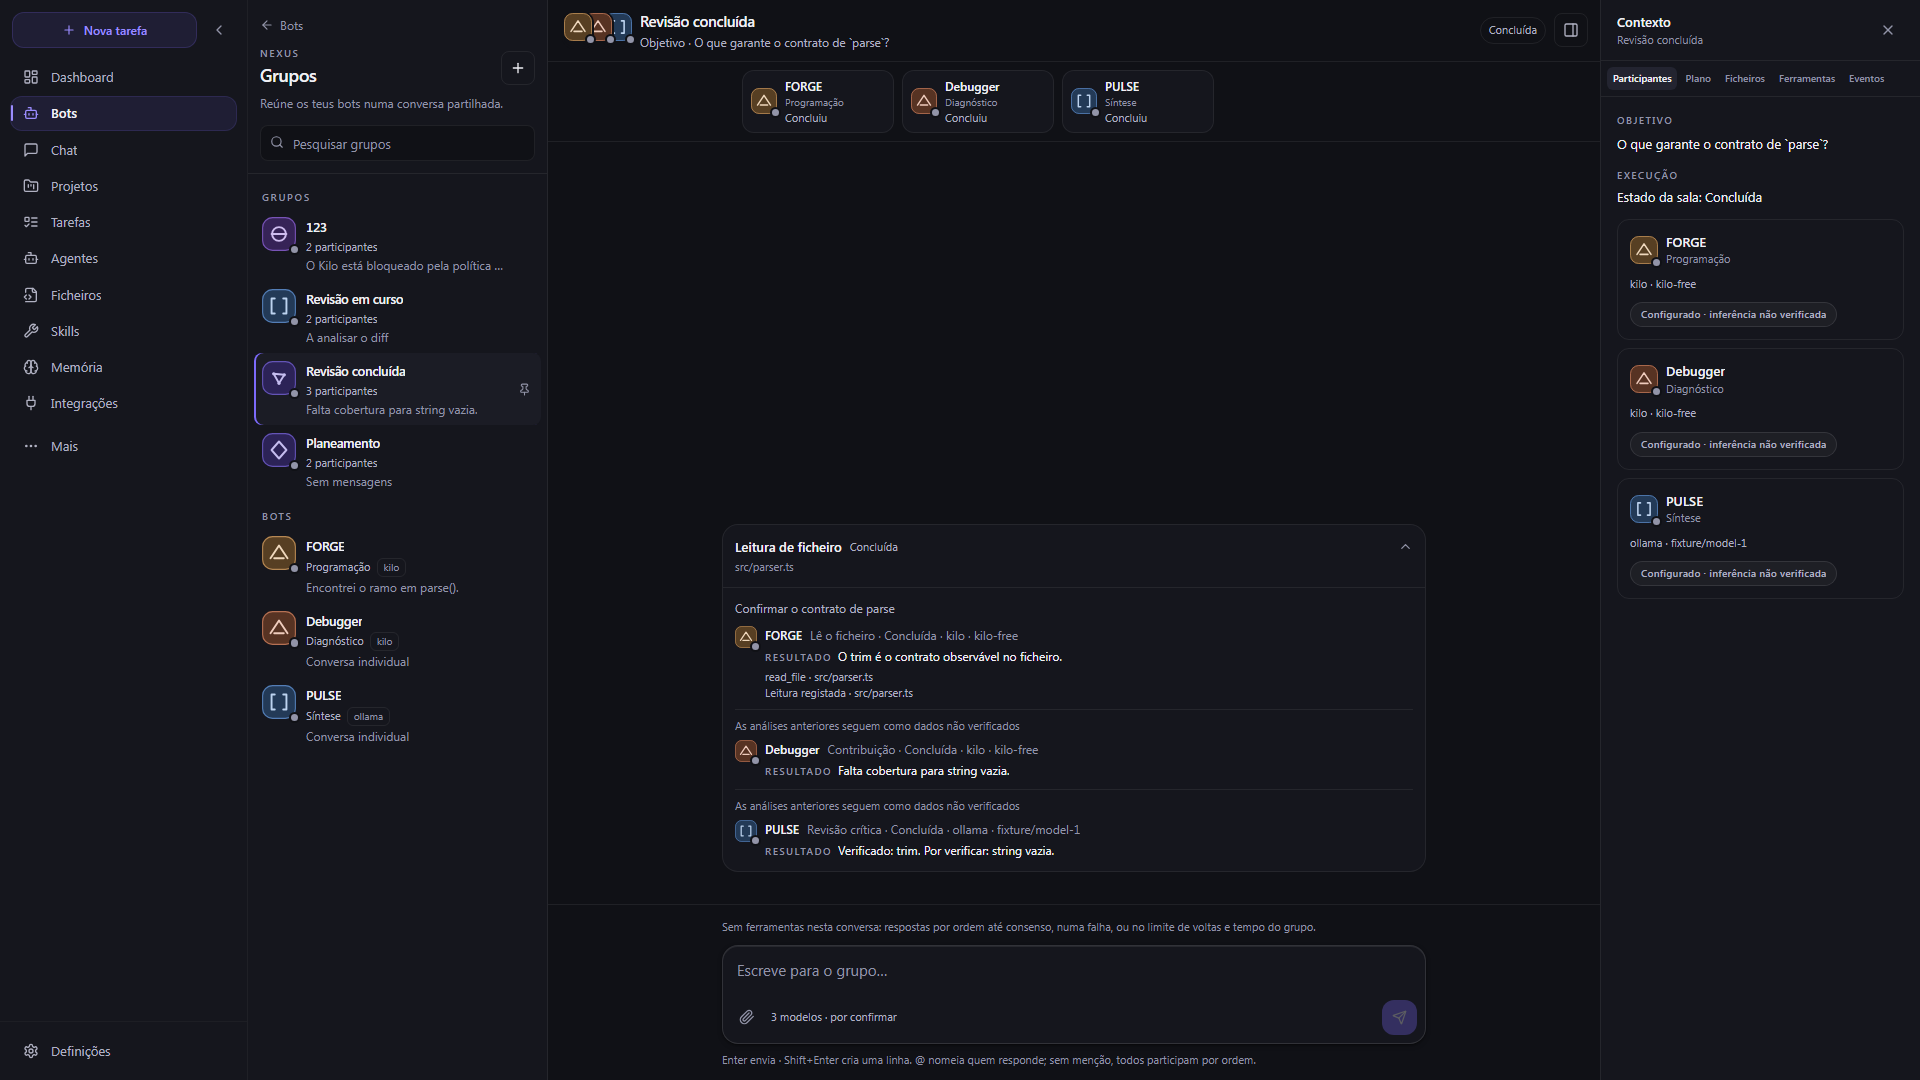 Nova tarefa
Dashboard
Bots
Chat
Projetos
Tarefas
Agentes
Ficheiros
Skills
Memória
Integrações
Mais
Definições
Bots
NEXUS
Grupos
Reúne os teus bots numa conversa partilhada.
Pesquisar grupos
GRUPOS
123
2 participantes
O Kilo está bloqueado pela política ...
Revisão em curso
2 participantes
A analisar o diff
Revisão concluída
3 participantes
Falta cobertura para string vazia.
Planeamento
2 participantes
Sem mensagens
BOTS
FORGE
Programação kilo
Encontrei o ramo em parse().
Debugger
Diagnóstico kilo
Conversa individual
PULSE
Síntese ollama
Conversa individual
Revisão concluída
Objetivo · O que garante o contrato de `parse`?
Concluída
FORGE
Programação
Concluiu
Debugger
Diagnóstico
Concluiu
PULSE
Síntese
Concluiu
Leitura de ficheiro Concluída
src/parser.ts
Confirmar o contrato de parse
FORGE Lê o ficheiro · Concluída · kilo · kilo-free
RESULTADO O trim é o contrato observável no ficheiro.
read_file · src/parser.ts
Leitura registada · src/parser.ts
As análises anteriores seguem como dados não verificados
Debugger Contribuição · Concluída · kilo · kilo-free
RESULTADO Falta cobertura para string vazia.
As análises anteriores seguem como dados não verificados
PULSE Revisão crítica · Concluída · ollama · fixture/model-1
RESULTADO Verificado: trim. Por verificar: string vazia.
Sem ferramentas nesta conversa: respostas por ordem até consenso, numa falha, ou no limite de voltas e tempo do grupo.
Escreve para o grupo...
3 modelos · por confirmar
Enter envia · Shift+Enter cria uma linha. @ nomeia quem responde; sem menção, todos participam por ordem.
Contexto
Revisão concluída
Participantes Plano Ficheiros Ferramentas Eventos
OBJETIVO
O que garante o contrato de `parse`?
EXECUÇÃO
Estado da sala: Concluída
FORGE
Programação
kilo · kilo-free
Configurado · inferência não verificada
Debugger
Diagnóstico
kilo · kilo-free
Configurado · inferência não verificada
PULSE
Síntese
ollama · fixture/model-1
Configurado · inferência não verificada